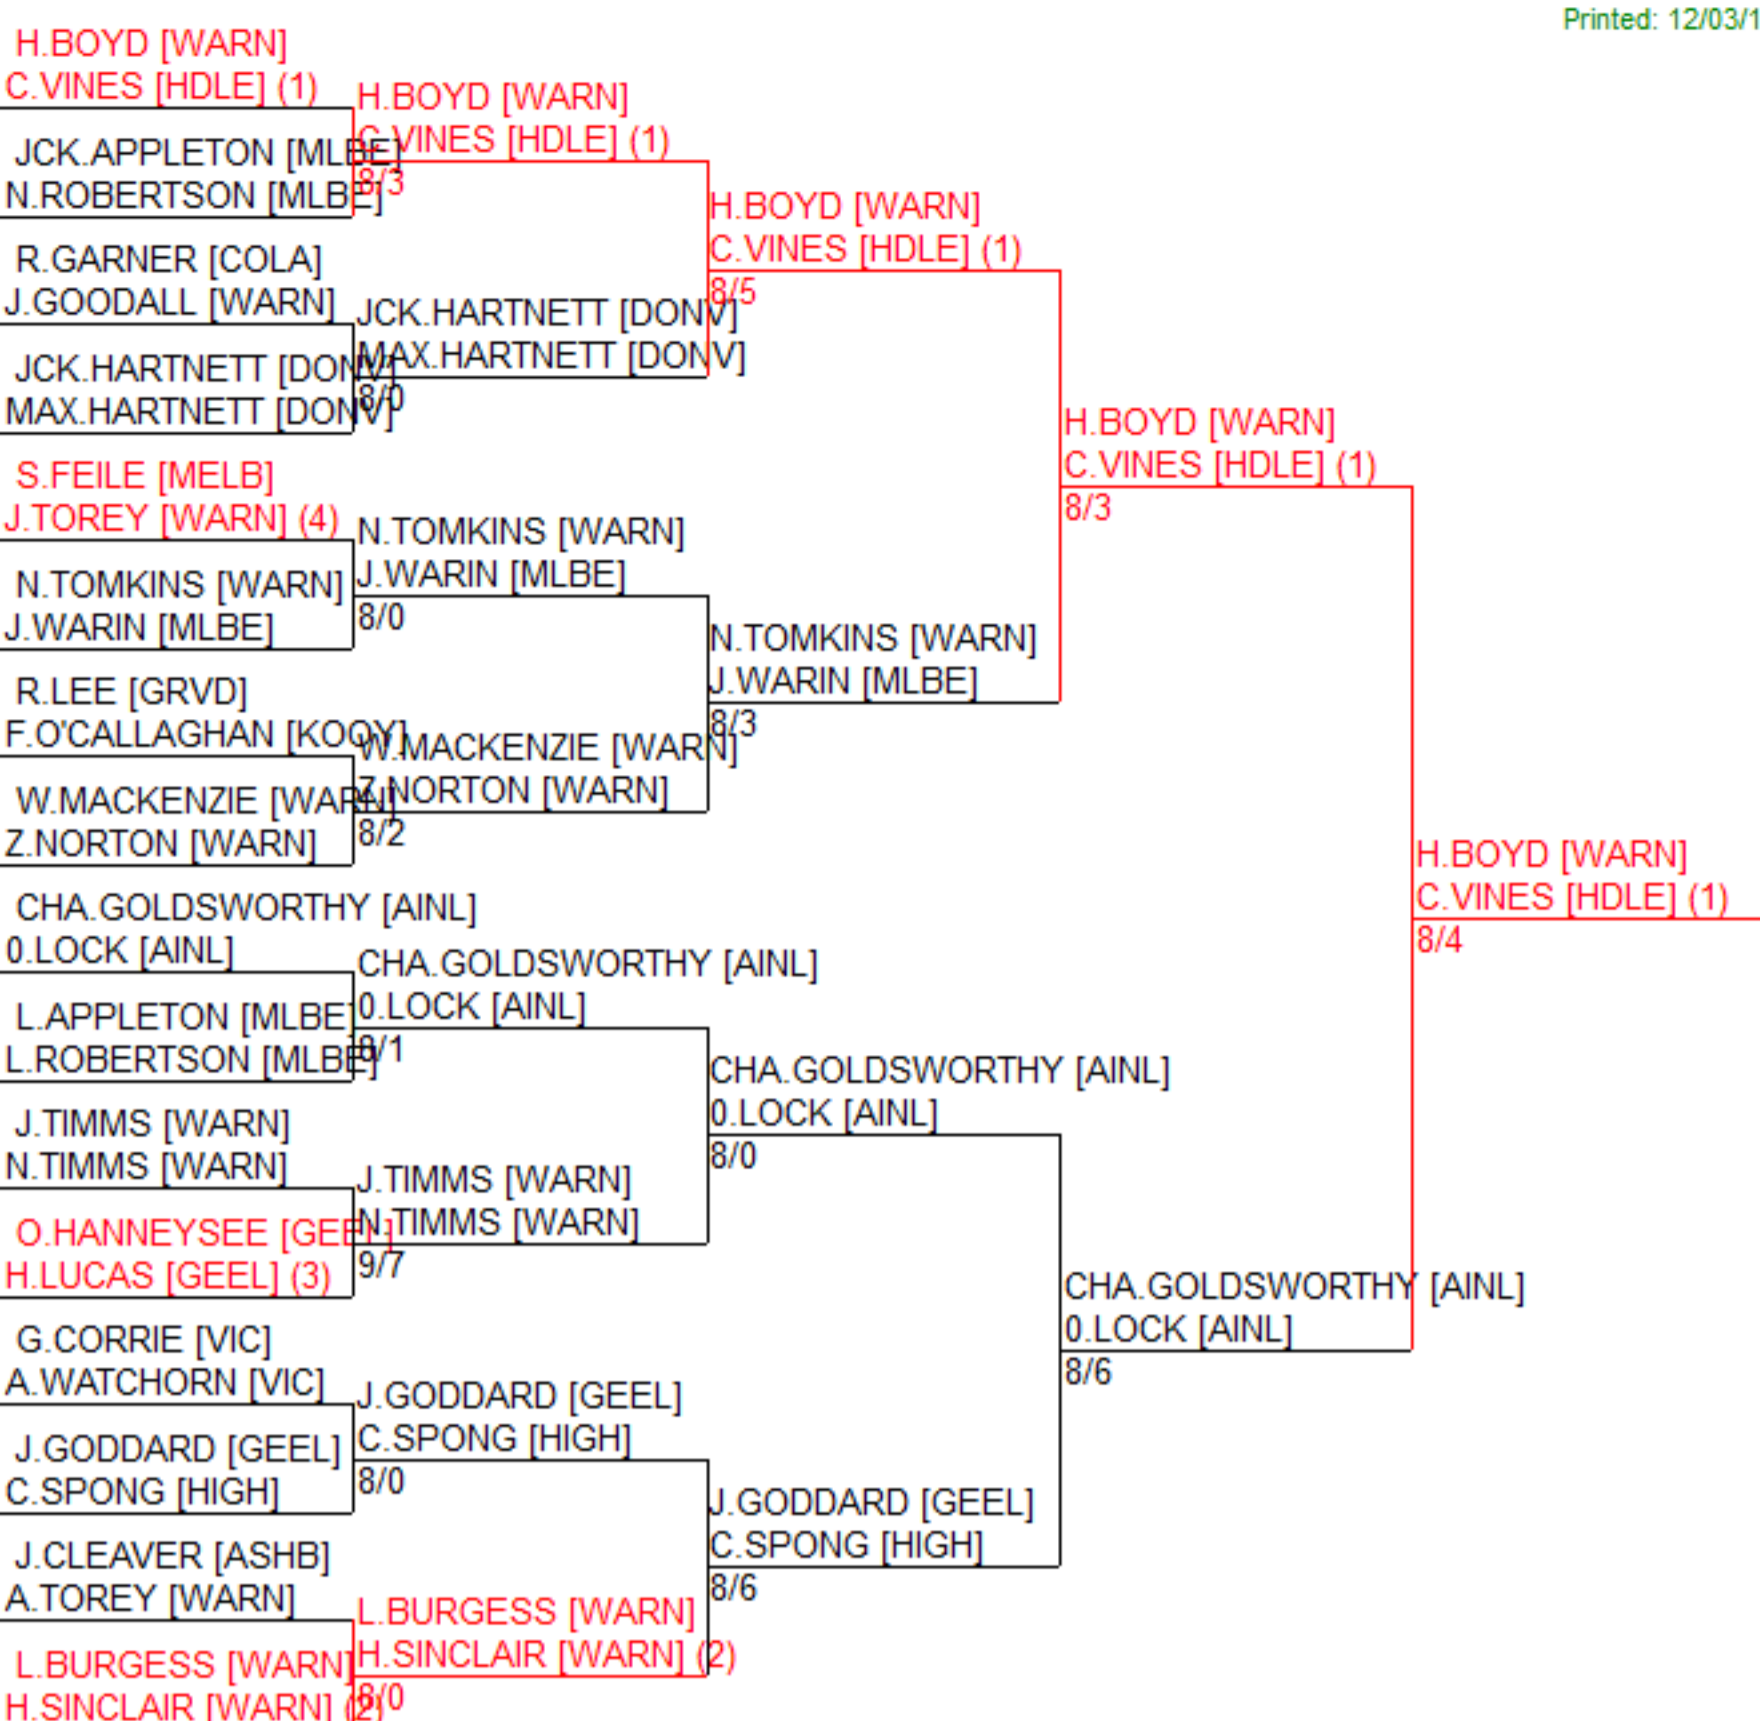 Printed: 12/03/1
H.BOYD [WARN]
C.VINES [HDLE] (1)
JCK.APPLETON [MLBE]
N.ROBERTSON [MLBE]
R.GARNER [COLA]
J.GOODALL [WARN]
JCK.HARTNETT [DONV]
MAX.HARTNETT [DONV]
S.FEILE [MELB]
J.TOREY [WARN] (4)
N.TOMKINS [WARN]
J.WARIN [MLBE]
R.LEE [GRVD]
F.O'CALLAGHAN [KOOY]
W.MACKENZIE [WARN]
Z.NORTON [WARN]
CHA.GOLDSWORTHY [AINL]
0.LOCK [AINL]
L.APPLETON [MLBE]
L.ROBERTSON [MLBE]
J.TIMMS [WARN]
N.TIMMS [WARN]
O.HANNEYSEE [GEEL]
H.LUCAS [GEEL] (3)
G.CORRIE [VIC]
A.WATCHORN [VIC]
J.GODDARD [GEEL]
C.SPONG [HIGH]
J.CLEAVER [ASHB]
A.TOREY [WARN]
L.BURGESS [WARN]
H.SINCLAIR [WARN] (2)
H.BOYD [WARN]
C.VINES [HDLE] (1)
8/3
JCK.HARTNETT [DONV]
MAX.HARTNETT [DONV]
8/0
N.TOMKINS [WARN]
J.WARIN [MLBE]
8/0
W.MACKENZIE [WARN]
Z.NORTON [WARN]
8/2
CHA.GOLDSWORTHY [AINL]
0.LOCK [AINL]
8/1
J.TIMMS [WARN]
N.TIMMS [WARN]
9/7
J.GODDARD [GEEL]
C.SPONG [HIGH]
8/0
L.BURGESS [WARN]
H.SINCLAIR [WARN] (2)
8/0
H.BOYD [WARN]
C.VINES [HDLE] (1)
8/5
N.TOMKINS [WARN]
J.WARIN [MLBE]
8/3
CHA.GOLDSWORTHY [AINL]
0.LOCK [AINL]
8/0
J.GODDARD [GEEL]
C.SPONG [HIGH]
8/6
H.BOYD [WARN]
C.VINES [HDLE] (1)
8/3
CHA.GOLDSWORTHY [AINL]
0.LOCK [AINL]
8/6
H.BOYD [WARN]
C.VINES [HDLE] (1)
8/4